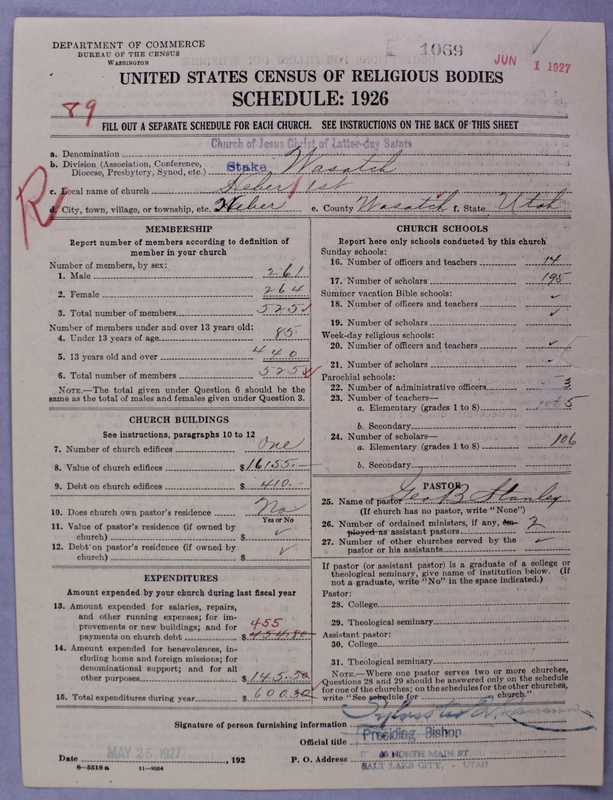 DEPARTMENT OF COMMERCE
BUREAU OF THE CENSUS
WASHINGTON
1069
JUN 1 1927
UNITED STATES CENSUS OF RELIGIOUS BODIES
SCHEDULE: 1926
89
FILL OUT A SEPARATE SCHEDULE FOR EACH CHURCH. SEE INSTRUCTIONS ON THE BACK OF THIS SHEET
R
a. Denomination Church of Jesus Christ of Latter-day Saints
b. Division (Association, Conference, Diocese, Presbytery, Synod, etc.) Stake Wasatch
c. Local name of church Heber 1st
d. City, town, village, or township, etc. Heber e. County Wasatch f. State Utah
MEMBERSHIP
Report number of members according to definition of
member in your church
Number of members, by sex:
1. Male 261
2. Female 264
3. Total number of members 525
Number of members under and over 13 years old:
4. Under 13 years of age 85
5. 13 years old and over 440
6. Total number of members 525
NOTE.—The total given under Question 6 should be
same as the total of males and females given under Question 3.
CHURCH BUILDINGS
See instructions, paragraphs 10 to 12
7. Number of church edifices One
8. Value of church edifices $16155.—
9. Debt on church edifices $410.—
10. Does church own pastor's residence No
Yes or No
11. Value of pastor's residence (if owned by
church) $ ✓
12. Debt on pastor's residence (if owned by
church) $ ✓
EXPENDITURES
Amount expended by your church during last fiscal year
13. Amount expended for salaries, repairs,
and other running expenses; for im-
provements or new buildings; and for
payments on church debt $ 455 454.80
14. Amount expended for benevolences, in-
cluding home and foreign missions; for
denominational support; and for all
other purposes $145.50
15. Total expenditures during year $600.30
CHURCH SCHOOLS
Report here only schools conducted by this church
Sunday schools:
16. Number of officers and teachers 14
17. Number of scholars 195
Summer vacation Bible schools:
18. Number of officers and teachers ✓
19. Number of scholars ✓
Week-day religious schools:
20. Number of officers and teachers ✓
21. Number of scholars ✓
Parochial schools:
22. Number of administrative officers 3
23. Number of teachers—
a. Elementary (grades 1 to 8) 5
b. Secondary
24. Number of scholars—
a. Elementary (grades 1 to 8) 106
b. Secondary
PASTOR
25. Name of pastor Geo B. Stanley
(If church has no pastor, write "None")
26. Number of ordained ministers, if any, em-
ployed as assistant pastors 2
27. Number of other churches served by the
pastor or his assistants ✓
If pastor (or assistant pastor) is a graduate of a college or
theological seminary, give name of institution below. (If
not a graduate, write "No" in the space indicated.)
Pastor:
28. College
29. Theological seminary
Assistant pastor:
30. College
31. Theological seminary
NOTE.—Where one pastor serves two or more churches,
Questions 28 and 29 should be answered only on the schedule
for one of the churches; on the schedules for the other churches,
write "See schedule for church."
Signature of person furnishing information
Official title Presiding Bishop
Date MAY 25 1927, 192 P. O. Address 40 NORTH MAIN ST.
SALT LAKE CITY, - UTAH
8—5518a 11—9054